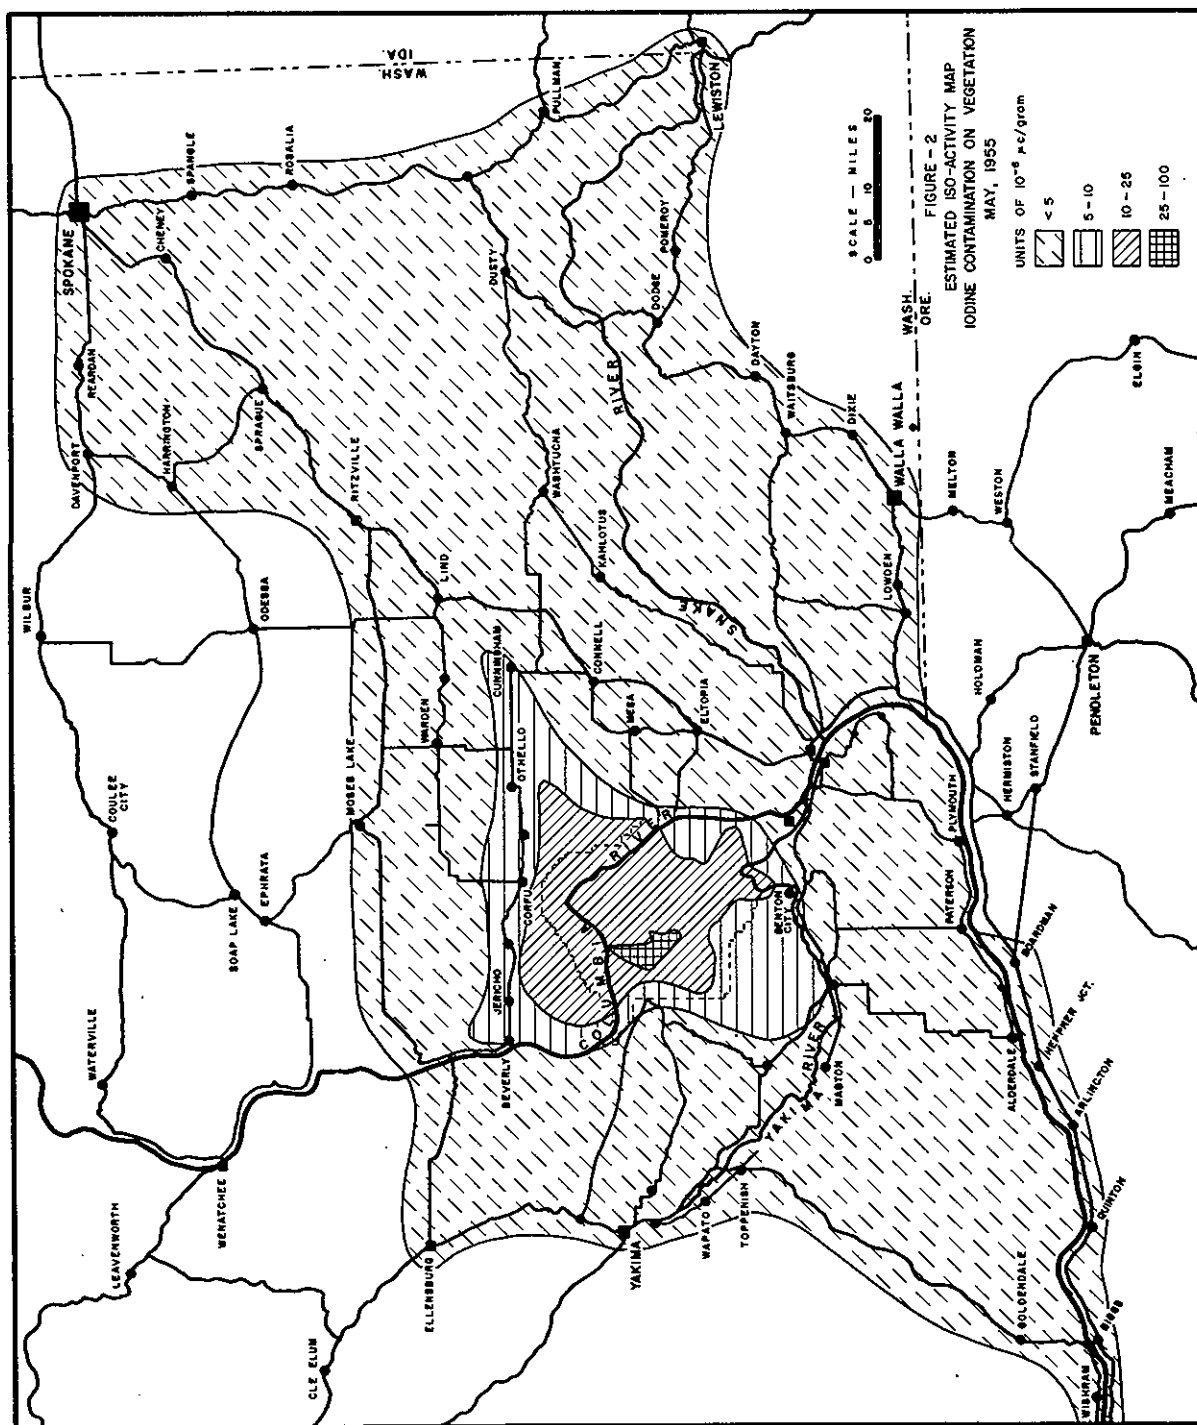 WILBUR
COULEE
CITY
WATERVILLE
LEAVENWORTH
WENATCHEE
CLE ELUM
SOAP LAKE
EPHRATA
ODESSA
DAVENPORT
REARDAN
SPOKANE
HARRINGTON
CHENEY
SPANGLE
SPRAGUE
ROSALIA
WASH.
IDA.
RITZVILLE
MOSES LAKE
ELLENSBURG
WARDEN
LIND
BEVERLY
JERICHO
CORFU
OTHELLO
CUNNINGHAM
DUSTY
PULLMAN
WASHTUCNA
KAHLOTUS
CONNELL
MESA
ELTOPIA
COLUMBIA
RIVER
SNAKE
RIVER
DODGE
POMEROY
LEWISTON
DAYTON
WAITSBURG
DIXIE
WALLA WALLA
LOWDEN
YAKIMA
WAPATO
TOPPENISH
YAKIMA RIVER
MABTON
BENTON
CITY
GOLDENDALE
WISHRAM
BIGGS
QUINTON
ARLINGTON
HEPPNER JCT.
ALDERDALE
BOARDMAN
PATERSON
PLYMOUTH
HERMISTON
STANFIELD
HOLDMAN
PENDLETON
MELTON
WESTON
MEACHAM
ELGIN
WASH.
ORE.
SCALE — MILES
0 5 10 20
FIGURE - 2
ESTIMATED ISO-ACTIVITY MAP
IODINE CONTAMINATION ON VEGETATION
MAY, 1955
UNITS OF 10⁻⁶ µc/gram
< 5
5 - 10
10 - 25
25 - 100